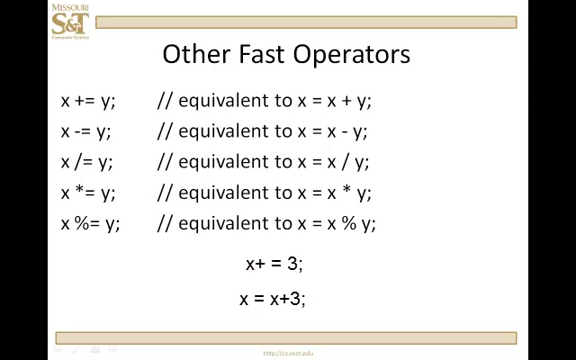 MISSOURI
S&T
Computer Science
Other Fast Operators
x += y; // equivalent to x = x + y;
x -= y; // equivalent to x = x - y;
x /= y; // equivalent to x = x / y;
x *= y; // equivalent to x = x * y;
x %= y; // equivalent to x = x % y;
x+ = 3;
x = x+3;
http://cs.mst.edu